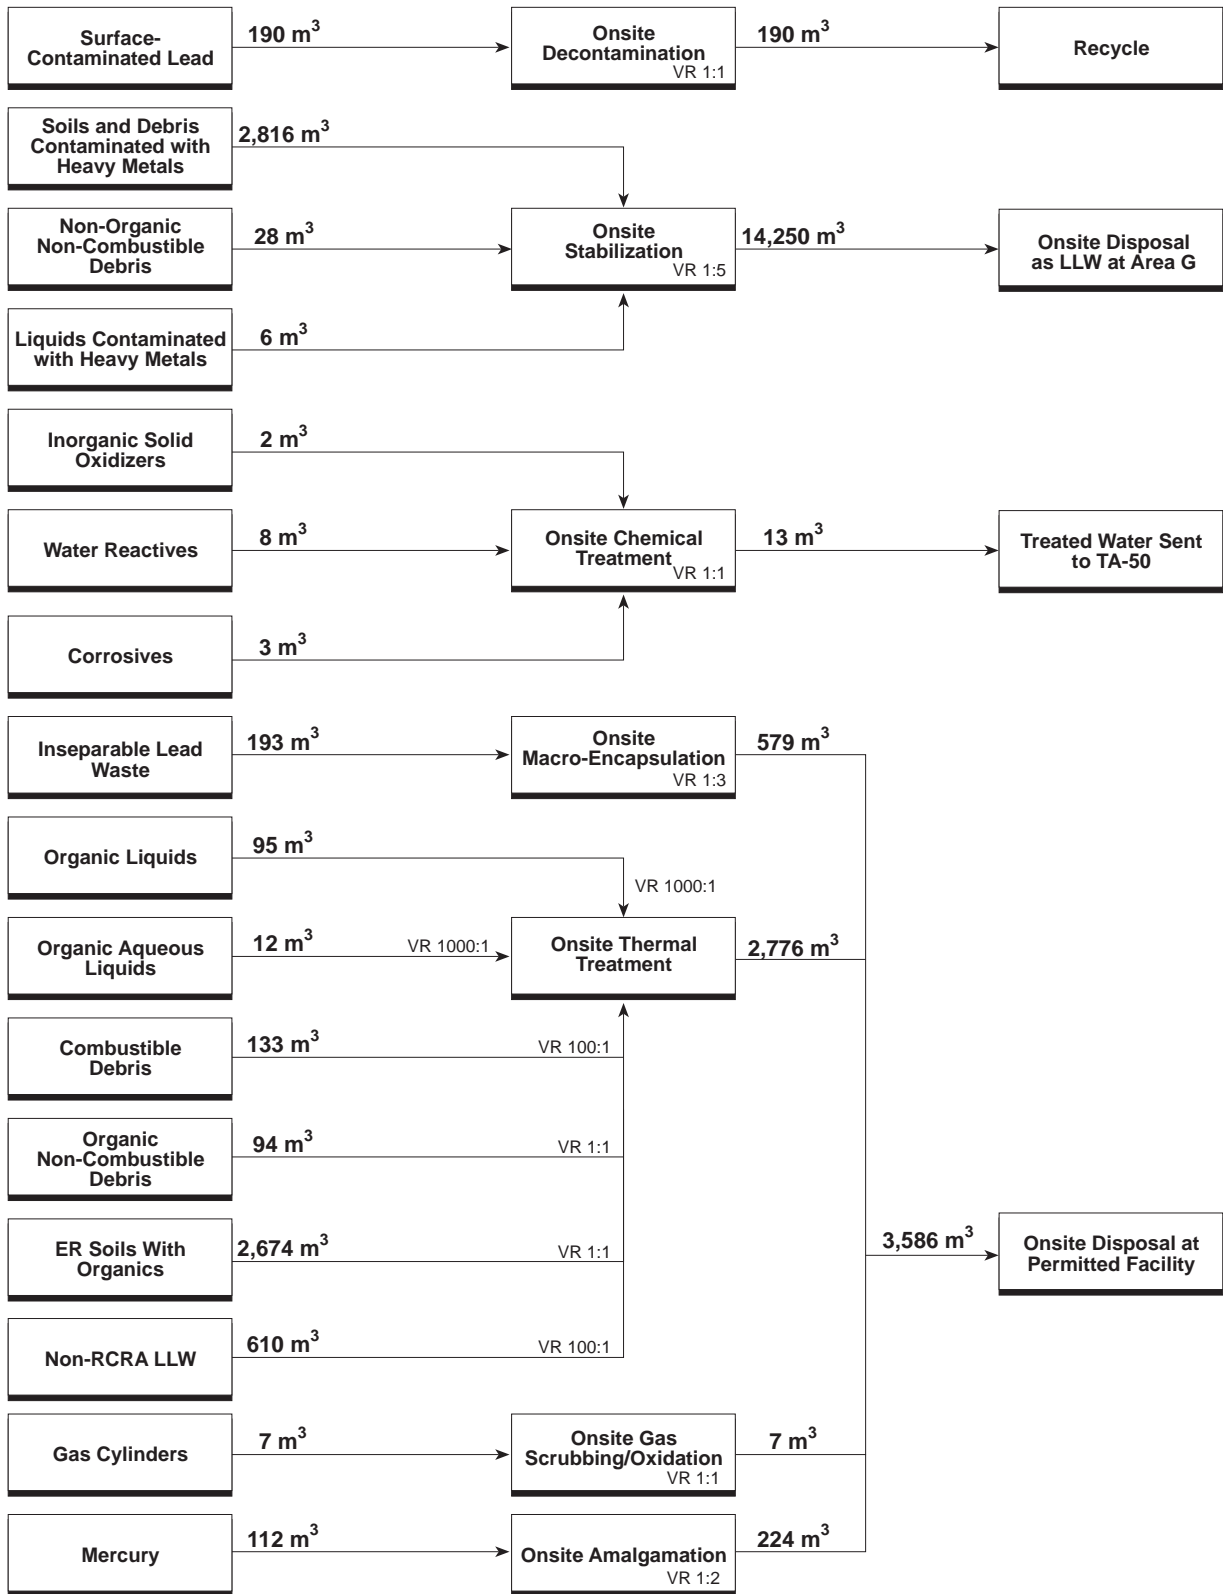 Surface-
Contaminated Lead
190 m³
Onsite
Decontamination
VR 1:1
190 m³
Recycle
Soils and Debris
Contaminated with
Heavy Metals
2,816 m³
Non-Organic
Non-Combustible
Debris
28 m³
Onsite
Stabilization
VR 1:5
14,250 m³
Onsite Disposal
as LLW at Area G
Liquids Contaminated
with Heavy Metals
6 m³
Inorganic Solid
Oxidizers
2 m³
Water Reactives
8 m³
Onsite Chemical
Treatment
VR 1:1
13 m³
Treated Water Sent
to TA-50
Corrosives
3 m³
Inseparable Lead
Waste
193 m³
Onsite
Macro-Encapsulation
VR 1:3
579 m³
Organic Liquids
95 m³
VR 1000:1
Organic Aqueous
Liquids
12 m³
VR 1000:1
Onsite Thermal
Treatment
2,776 m³
Combustible
Debris
133 m³
VR 100:1
Organic
Non-Combustible
Debris
94 m³
VR 1:1
ER Soils With
Organics
2,674 m³
VR 1:1
3,586 m³
Onsite Disposal at
Permitted Facility
Non-RCRA LLW
610 m³
VR 100:1
Gas Cylinders
7 m³
Onsite Gas
Scrubbing/Oxidation
VR 1:1
7 m³
Mercury
112 m³
Onsite Amalgamation
VR 1:2
224 m³